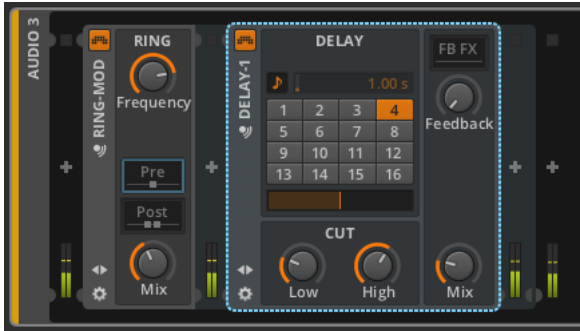 AUDIO 3
RING-MOD
RING
Frequency
Pre
Post
Mix
DELAY-1
DELAY
1.00 s
1 2 3 4
5 6 7 8
9 10 11 12
13 14 15 16
CUT
Low High
FB FX
Feedback
Mix